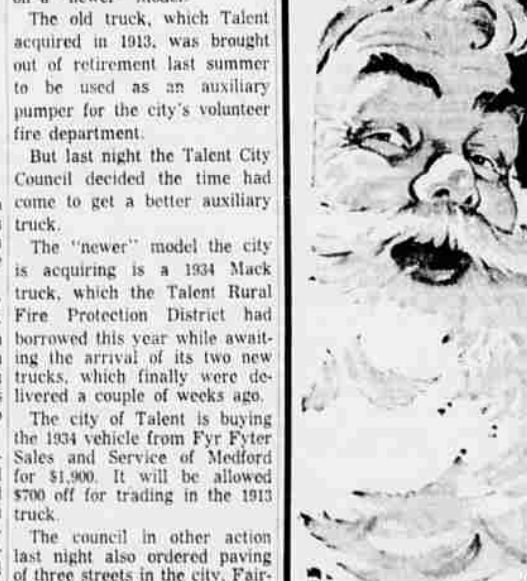 on a "newer" model.
The old truck, which Talent
acquired in 1913, was brought
out of retirement last summer
to be used as an auxiliary
pumper for the city's volunteer
fire department.
But last night the Talent City
Council decided the time had
come to get a better auxiliary
truck.
The "newer" model the city
is acquiring is a 1934 Mack
truck, which the Talent Rural
Fire Protection District had
borrowed this year while await-
ing the arrival of its two new
trucks, which finally were de-
livered a couple of weeks ago.
The city of Talent is buying
the 1934 vehicle from Fyr Fyter
Sales and Service of Medford
for $1,900. It will be allowed
$700 off for trading in the 1913
truck.
The council in other action
last night also ordered paving
of three streets in the city, Fair-